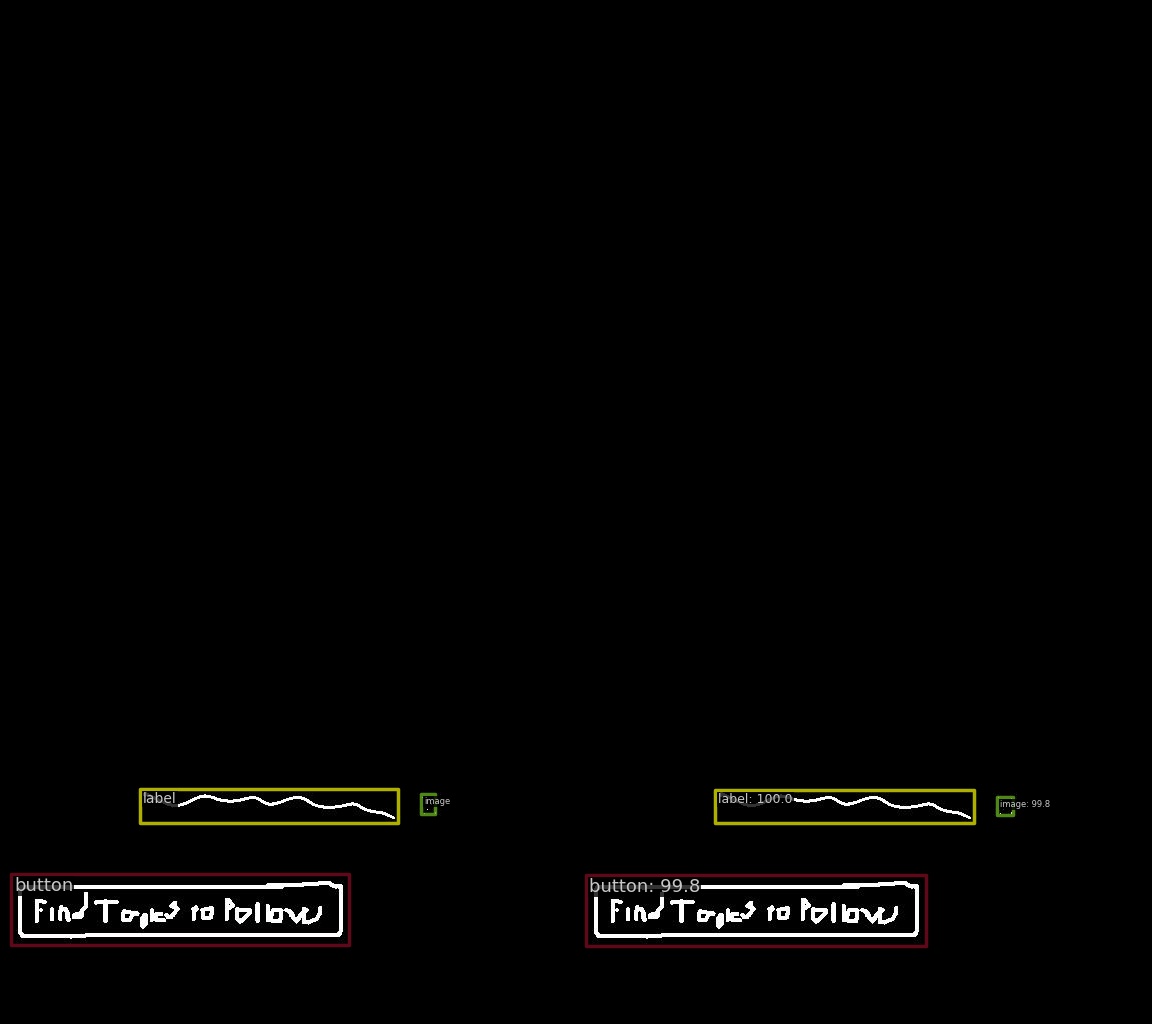 label image label: 100.0 image: 99.8
button button: 99.8
Find Topics to Follow Find Topics to Follow